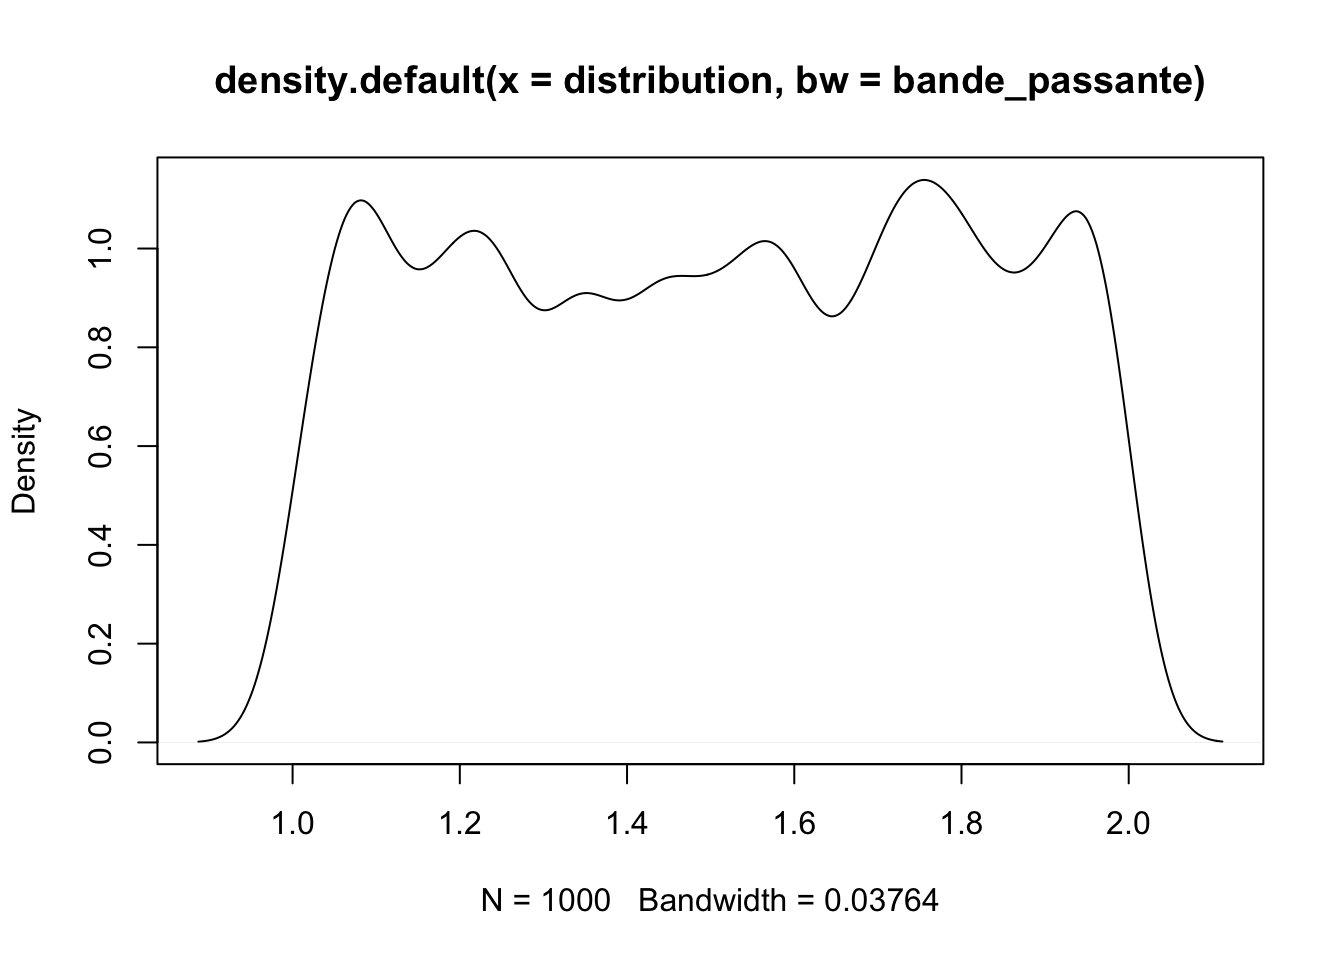 density.default(x = distribution, bw = bande_passante)
Density
1.0
0.8
0.6
0.4
0.2
0.0
1.0 1.2 1.4 1.6 1.8 2.0
N = 1000 Bandwidth = 0.03764